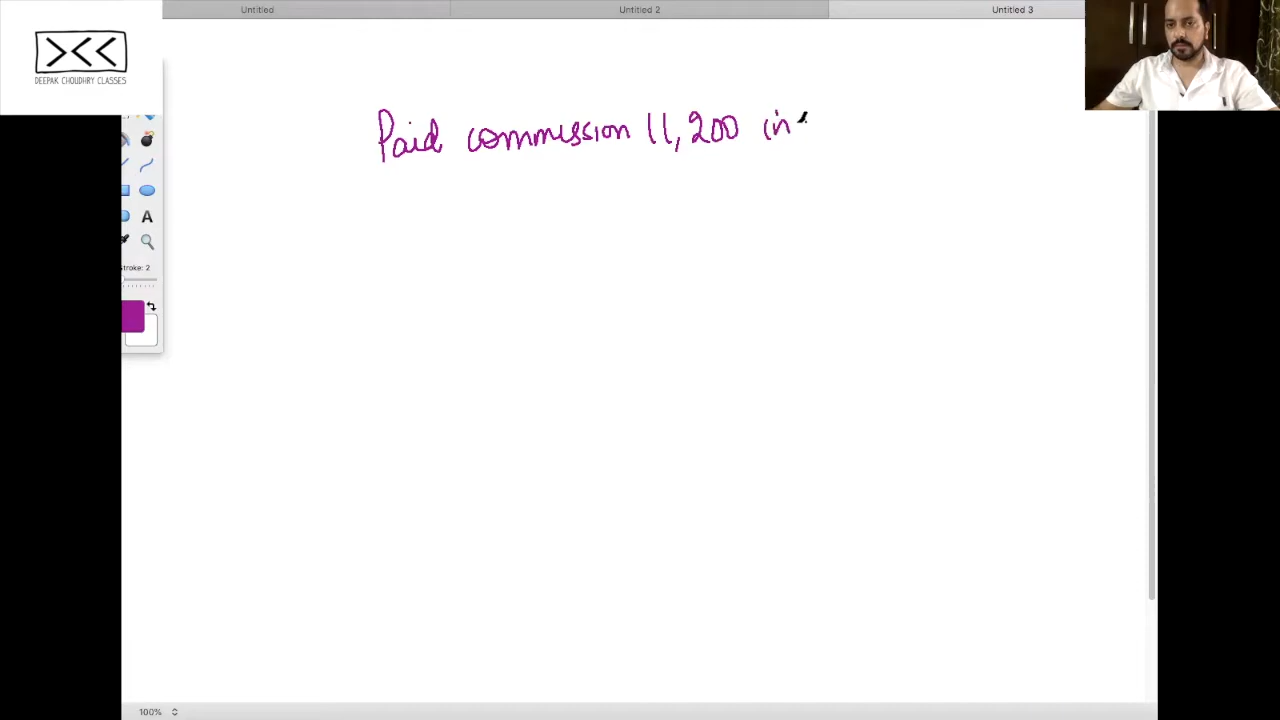 Untitled
Untitled 2
Untitled 3
DEEPAK CHOUDHRY CLASSES
Paid commission 11,200 in
Stroke: 2
A
100%